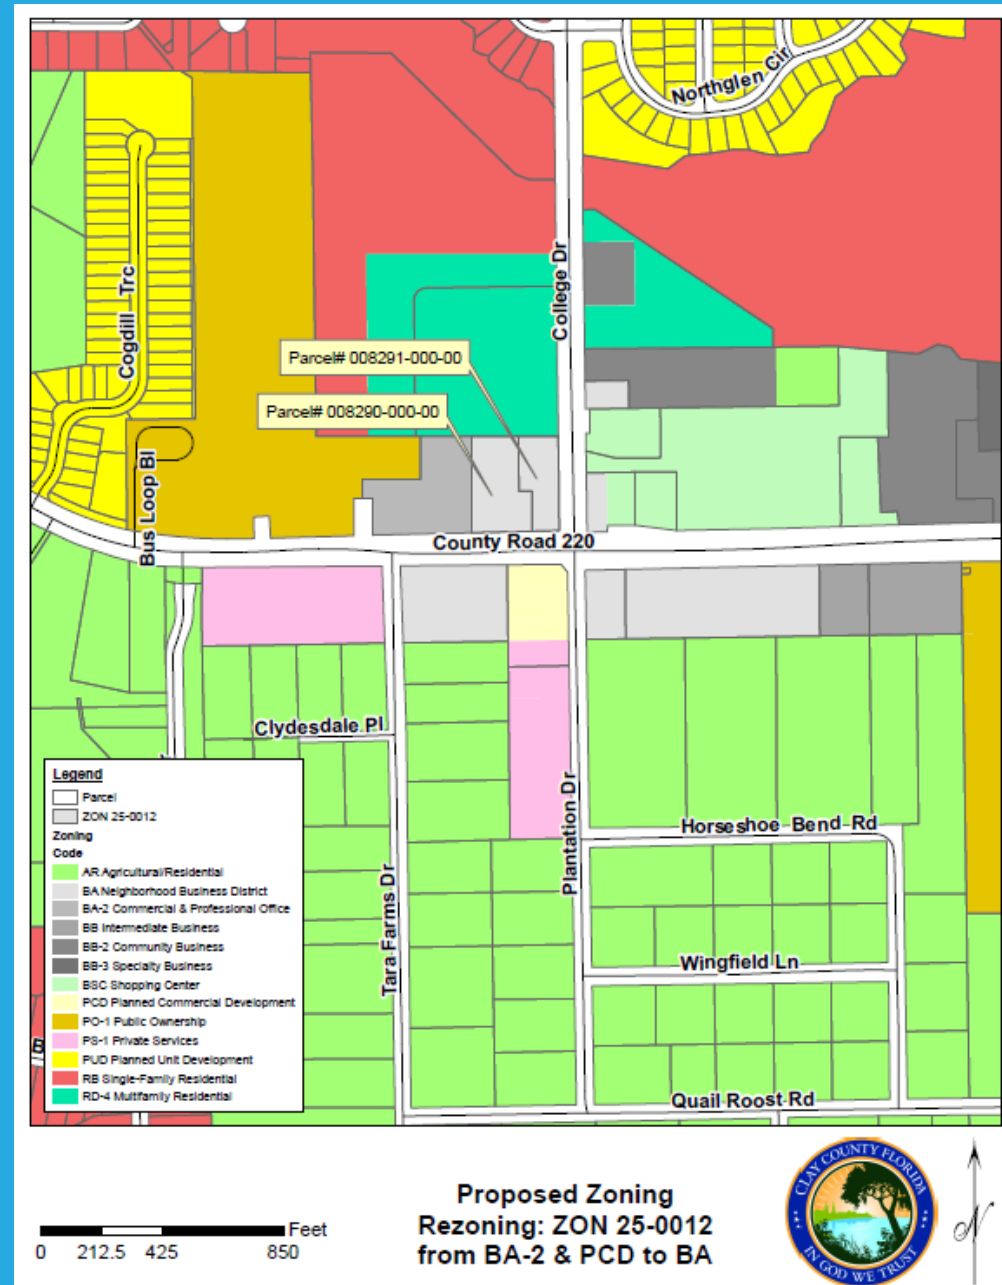 Northglen Cir
College Dr
Cogdill Trc
Parcel# 008291-000-00
Parcel# 008290-000-00
Bus Loop Bl
County Road 220
Clydesdale Pl
Plantation Dr
Horseshoe Bend Rd
Tara Farms Dr
Wingfield Ln
Quail Roost Rd
B
Legend
Parcel
ZON 25-0012
Zoning
Code
AR Agricultural/Residential
BA Neighborhood Business District
BA-2 Commercial & Professional Office
BB Intermediate Business
BB-2 Community Business
BB-3 Specialty Business
BSC Shopping Center
PCD Planned Commercial Development
PO-1 Public Ownership
PS-1 Private Services
PUD Planned Unit Development
RB Single-Family Residential
RD-4 Multifamily Residential
Feet
0 212.5 425 850
Proposed Zoning
Rezoning: ZON 25-0012
from BA-2 & PCD to BA
CLAY COUNTY FLORIDA
IN GOD WE TRUST
N